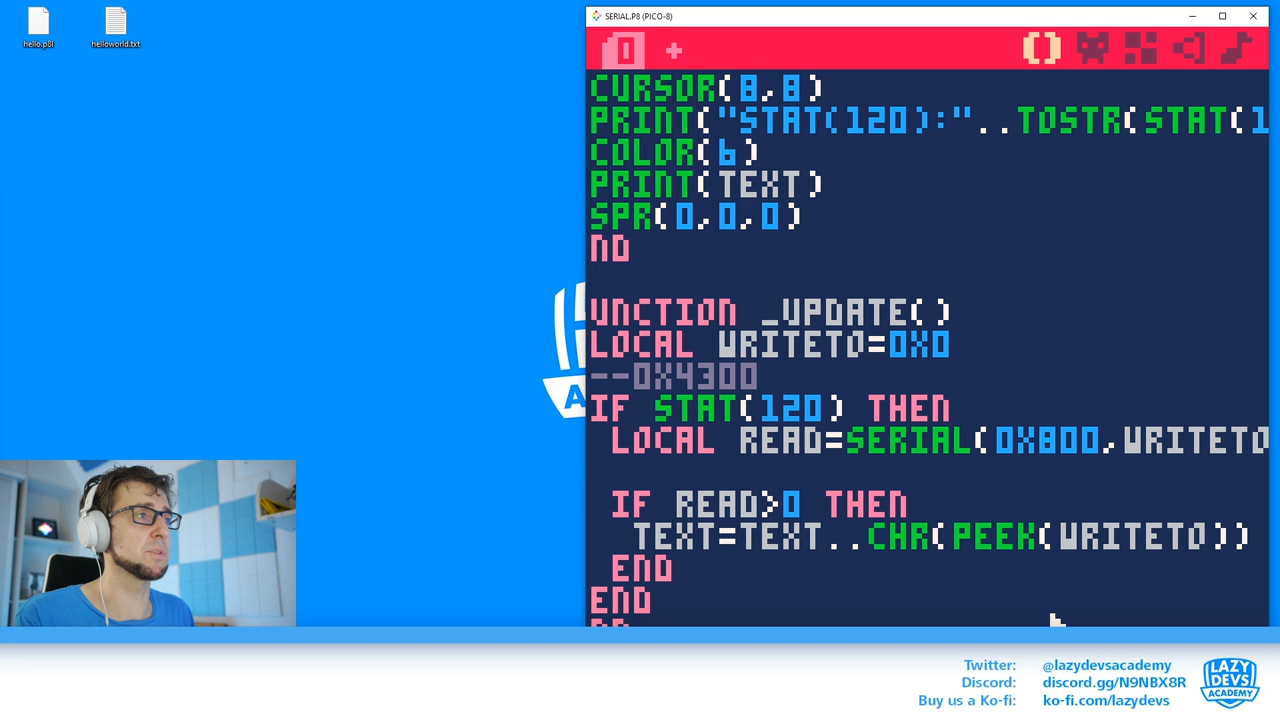 hello.p8l
helloworld.txt
SERIAL.P8 (PICO-8)
0 +
CURSOR(8,8)
PRINT("STAT(120):"..TOSTR(STAT(1
COLOR(6)
PRINT(TEXT)
SPR(0,0,0)
ND
UNCTION _UPDATE()
LOCAL WRITETO=0X0
--0X4300
IF STAT(120) THEN
LOCAL READ=SERIAL(0X800,WRITETO
IF READ>0 THEN
TEXT=TEXT..CHR(PEEK(WRITETO))
END
END
A
Twitter: @lazydevsacademy
Discord: discord.gg/N9NBX8R
Buy us a Ko-fi: ko-fi.com/lazydevs
LAZY
DEVS
ACADEMY